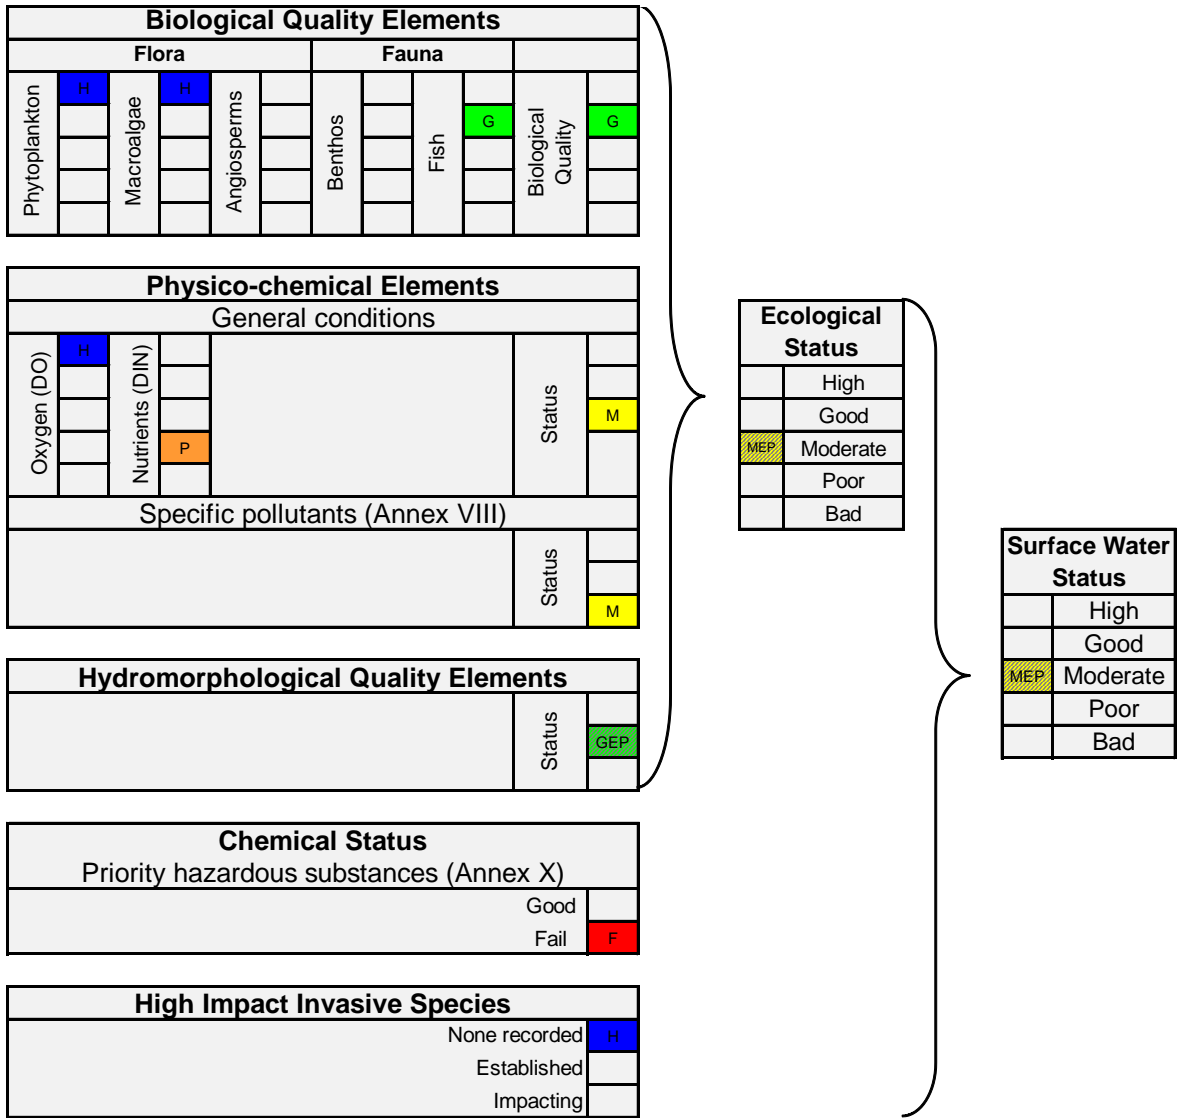 Biological Quality Elements
Flora
Fauna
Phytoplankton
H
Macroalgae
H
Angiosperms
Benthos
Fish
G
Biological
Quality
G
Physico-chemical Elements
General conditions
Oxygen (DO)
H
Nutrients (DIN)
P
Status
M
Specific pollutants (Annex VIII)
Status
M
Hydromorphological Quality Elements
Status
GEP
Chemical Status
Priority hazardous substances (Annex X)
Good
Fail F
High Impact Invasive Species
None recorded H
Established
Impacting
Ecological
Status
High
Good
MEP Moderate
Poor
Bad
Surface Water
Status
High
Good
MEP Moderate
Poor
Bad